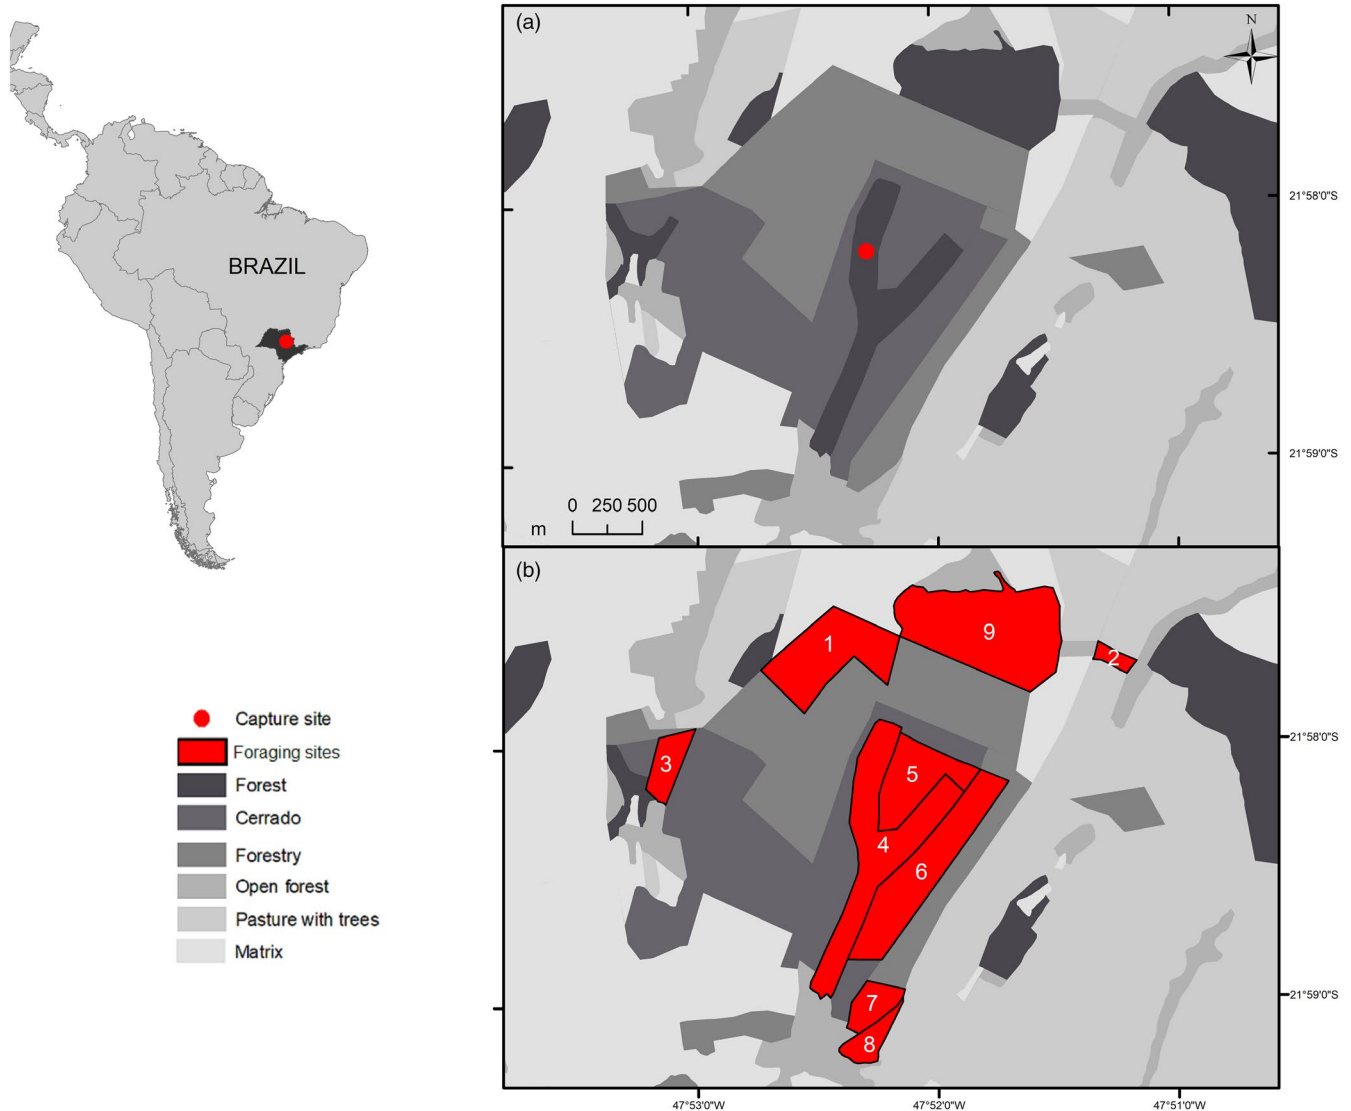 BRAZIL
Capture site
Foraging sites
Forest
Cerrado
Forestry
Open forest
Pasture with trees
Matrix
(a)
N
21°58'0"S
21°59'0"S
0 250 500
m
(b)
1
9
2
3
5
4
6
7
8
21°58'0"S
21°59'0"S
47°53'0"W 47°52'0"W 47°51'0"W